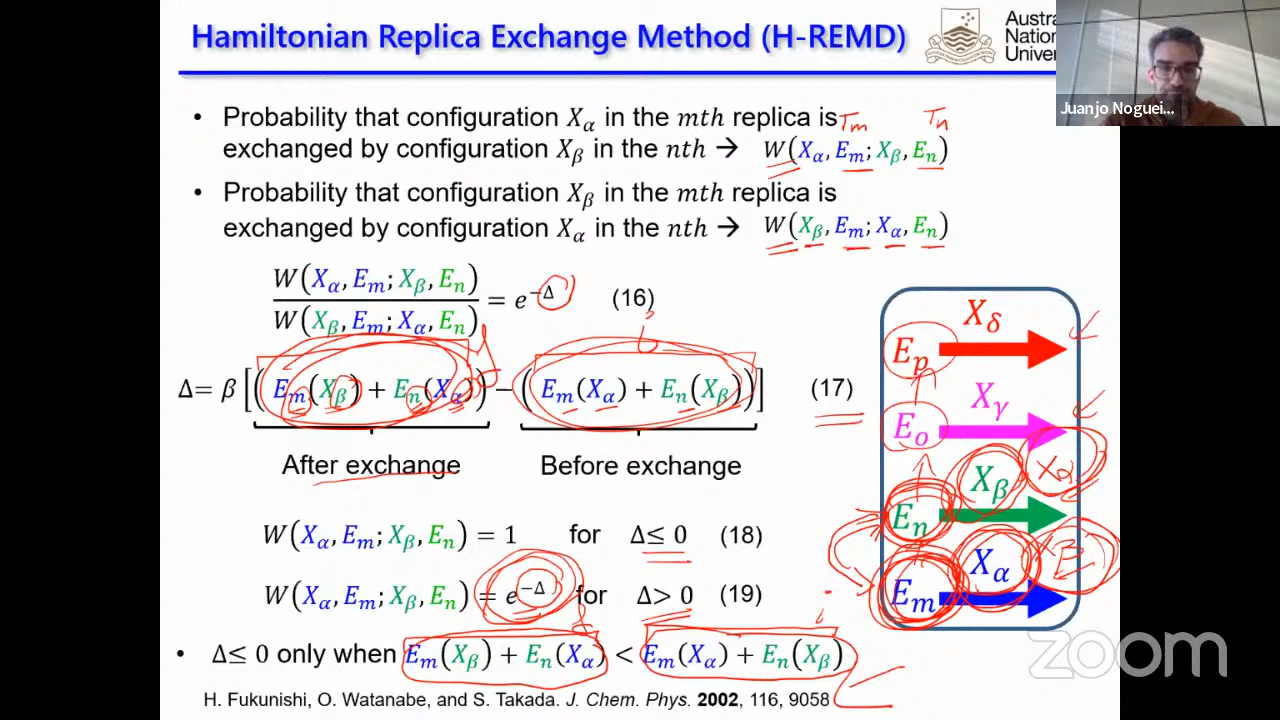 Hamiltonian Replica Exchange Method (H-REMD)
Austra
Nation
Univer
Juanjo Noguei...
• Probability that configuration Xα in the mth replica is
Tm Tn
exchanged by configuration Xβ in the nth → W(Xα, Em; Xβ, En)
• Probability that configuration Xβ in the mth replica is
exchanged by configuration Xα in the nth → W(Xβ, Em; Xα, En)
W(Xα, Em; Xβ, En)
/ W(Xβ, Em; Xα, En) = e^−Δ (16)
Δ= β [(Em(Xβ) + En(Xα)) − (Em(Xα) + En(Xβ))] (17)
After exchange Before exchange
W(Xα, Em; Xβ, En) = 1 for Δ≤ 0 (18)
W(Xα, Em; Xβ, En) = e^−Δ for Δ> 0 (19)
• Δ≤ 0 only when Em(Xβ) + En(Xα) < Em(Xα) + En(Xβ)
H. Fukunishi, O. Watanabe, and S. Takada. J. Chem. Phys. 2002, 116, 9058
Xδ
Ep
Xγ
Eo
Xβ Xα
En
Xα Xβ
Em
zoom